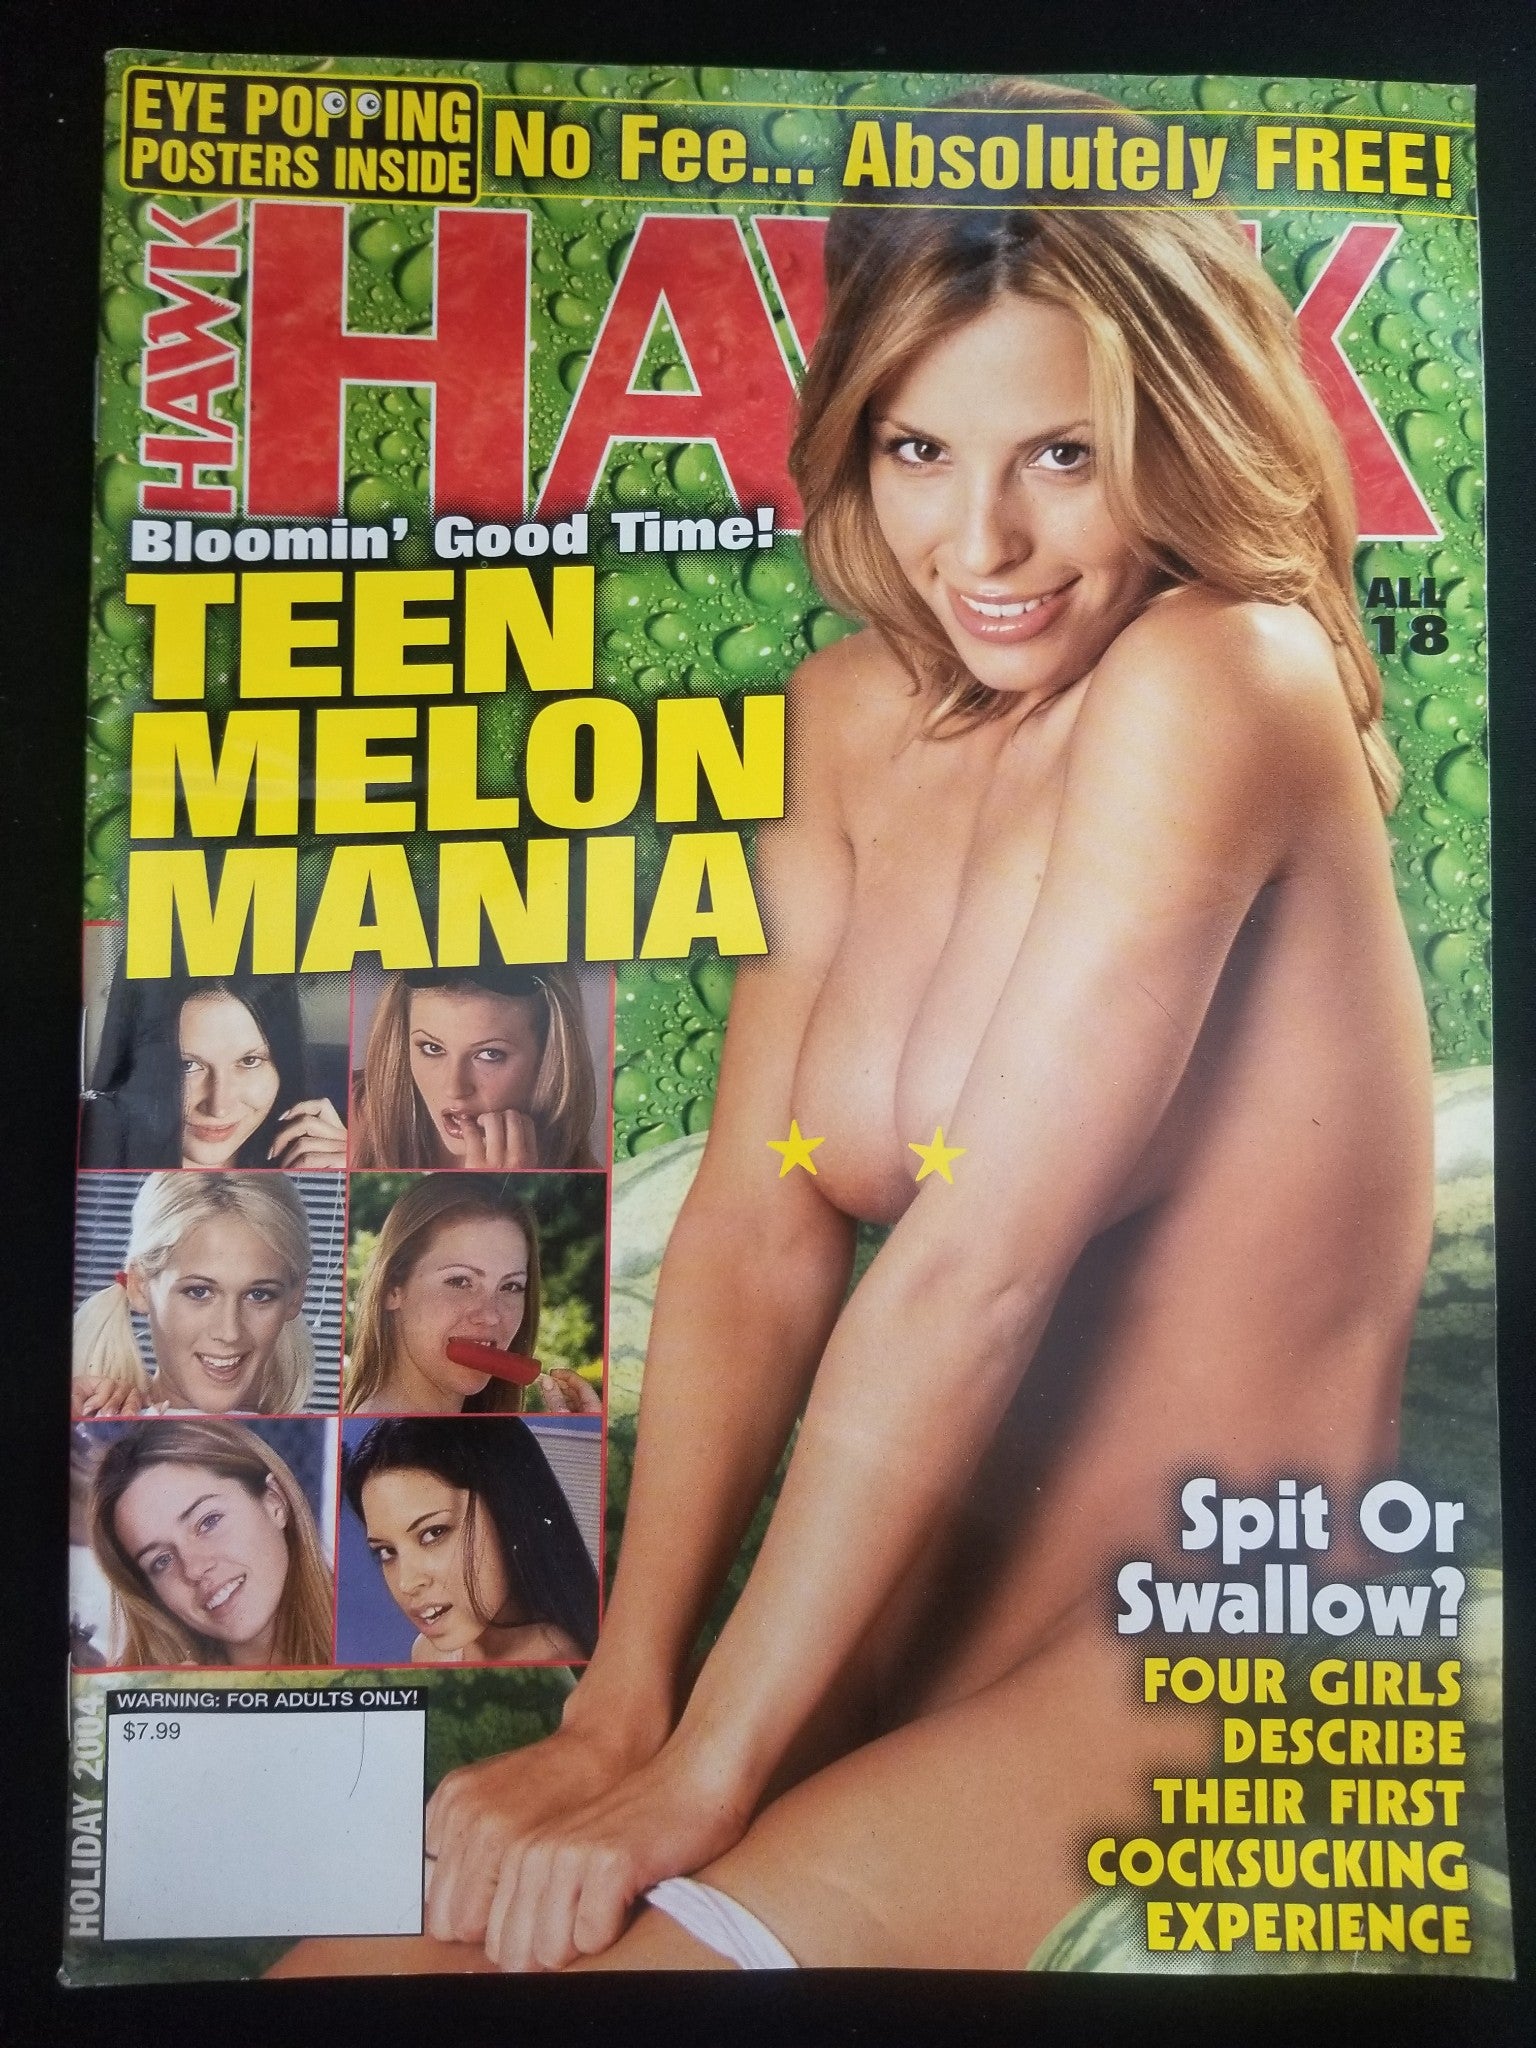 EYE POPPING
POSTERS INSIDE
No Fee... Absolutely FREE!
HAWK
HAWK
Bloomin' Good Time!
TEEN
MELON
MANIA
ALL
18
Spit Or
Swallow?
FOUR GIRLS
DESCRIBE
THEIR FIRST
COCKSUCKING
EXPERIENCE
WARNING: FOR ADULTS ONLY!
$7.99
HOLIDAY 2004